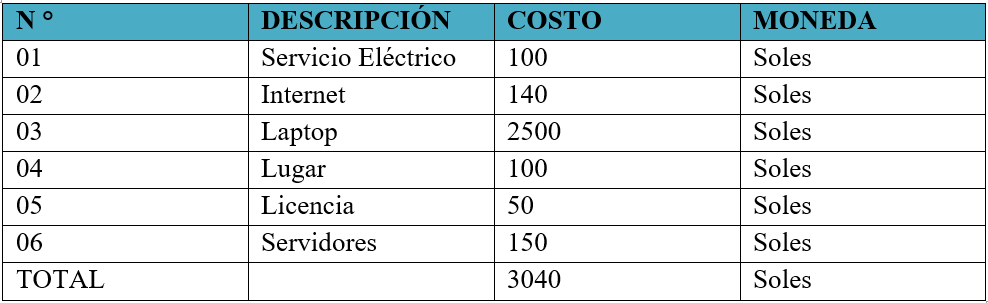 N ° DESCRIPCIÓN COSTO MONEDA
01 Servicio Eléctrico 100 Soles
02 Internet 140 Soles
03 Laptop 2500 Soles
04 Lugar 100 Soles
05 Licencia 50 Soles
06 Servidores 150 Soles
TOTAL 3040 Soles